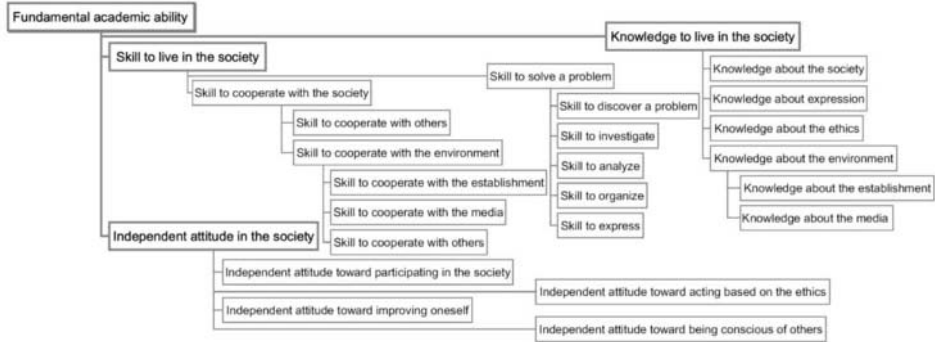 Fundamental academic ability
Knowledge to live in the society
Skill to live in the society
Knowledge about the society
Skill to solve a problem
Skill to cooperate with the society
Knowledge about expression
Skill to discover a problem
Skill to cooperate with others
Knowledge about the ethics
Skill to investigate
Skill to cooperate with the environment
Knowledge about the environment
Skill to analyze
Skill to cooperate with the establishment
Knowledge about the establishment
Skill to organize
Skill to cooperate with the media
Knowledge about the media
Skill to express
Independent attitude in the society
Skill to cooperate with others
Independent attitude toward participating in the society
Independent attitude toward acting based on the ethics
Independent attitude toward improving oneself
Independent attitude toward being conscious of others